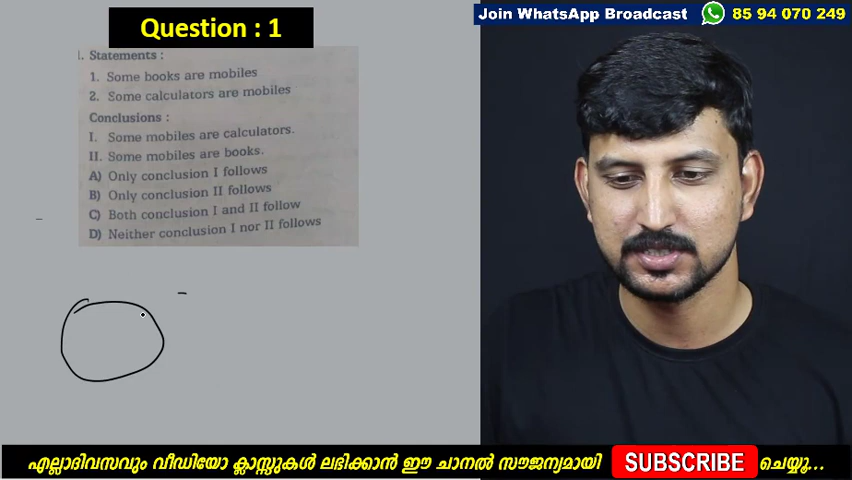 Question : 1
Join WhatsApp Broadcast 85 94 070 249
I. Statements :
1. Some books are mobiles
2. Some calculators are mobiles
Conclusions :
I. Some mobiles are calculators.
II. Some mobiles are books.
A) Only conclusion I follows
B) Only conclusion II follows
C) Both conclusion I and II follow
D) Neither conclusion I nor II follows
എല്ലാദിവസവും വീഡിയോ ക്ലാസ്സുകൾ ലഭിക്കാൻ ഈ ചാനൽ സൗജന്യമായി SUBSCRIBE ചെയ്യൂ...